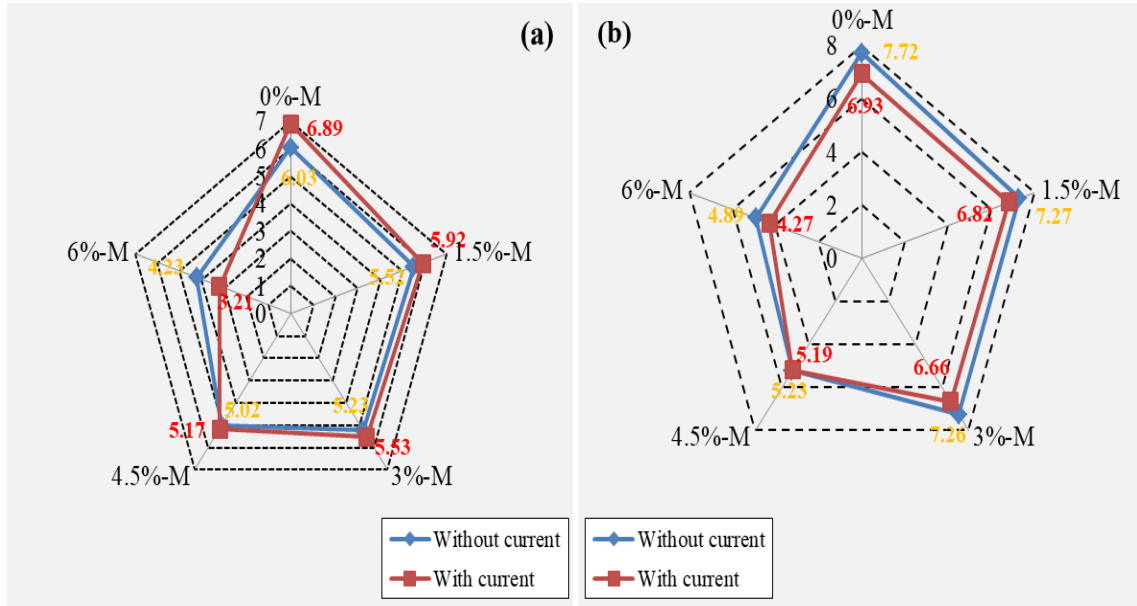 (a)
0%-M
7
6.89
6
6.03
5
4
3
2
1
0
5.92
1.5%-M
5.52
6%-M
4.23
3.21
5.02
5.23
5.17
5.53
4.5%-M
3%-M
Without current
With current
(b)
0%-M
8
7.72
6
6.93
4
2
0
6%-M
1.5%-M
4.89
4.27
6.82
7.27
5.19
6.66
5.23
7.26
4.5%-M
3%-M
Without current
With current